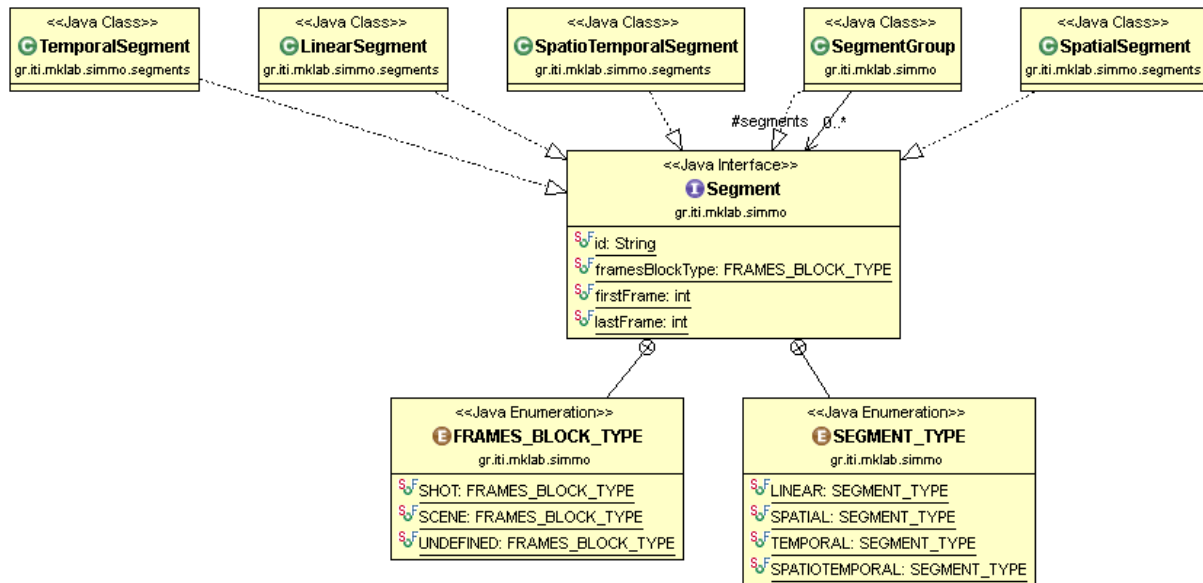 <<Java Class>>
TemporalSegment
gr.iti.mklab.simmo.segments
<<Java Class>>
LinearSegment
gr.iti.mklab.simmo.segments
<<Java Class>>
SpatioTemporalSegment
gr.iti.mklab.simmo.segments
<<Java Class>>
SegmentGroup
gr.iti.mklab.simmo
<<Java Class>>
SpatialSegment
gr.iti.mklab.simmo.segments
#segments 0..*
<<Java Interface>>
Segment
gr.iti.mklab.simmo
id: String
framesBlockType: FRAMES_BLOCK_TYPE
firstFrame: int
lastFrame: int
<<Java Enumeration>>
FRAMES_BLOCK_TYPE
gr.iti.mklab.simmo
SHOT: FRAMES_BLOCK_TYPE
SCENE: FRAMES_BLOCK_TYPE
UNDEFINED: FRAMES_BLOCK_TYPE
<<Java Enumeration>>
SEGMENT_TYPE
gr.iti.mklab.simmo
LINEAR: SEGMENT_TYPE
SPATIAL: SEGMENT_TYPE
TEMPORAL: SEGMENT_TYPE
SPATIOTEMPORAL: SEGMENT_TYPE